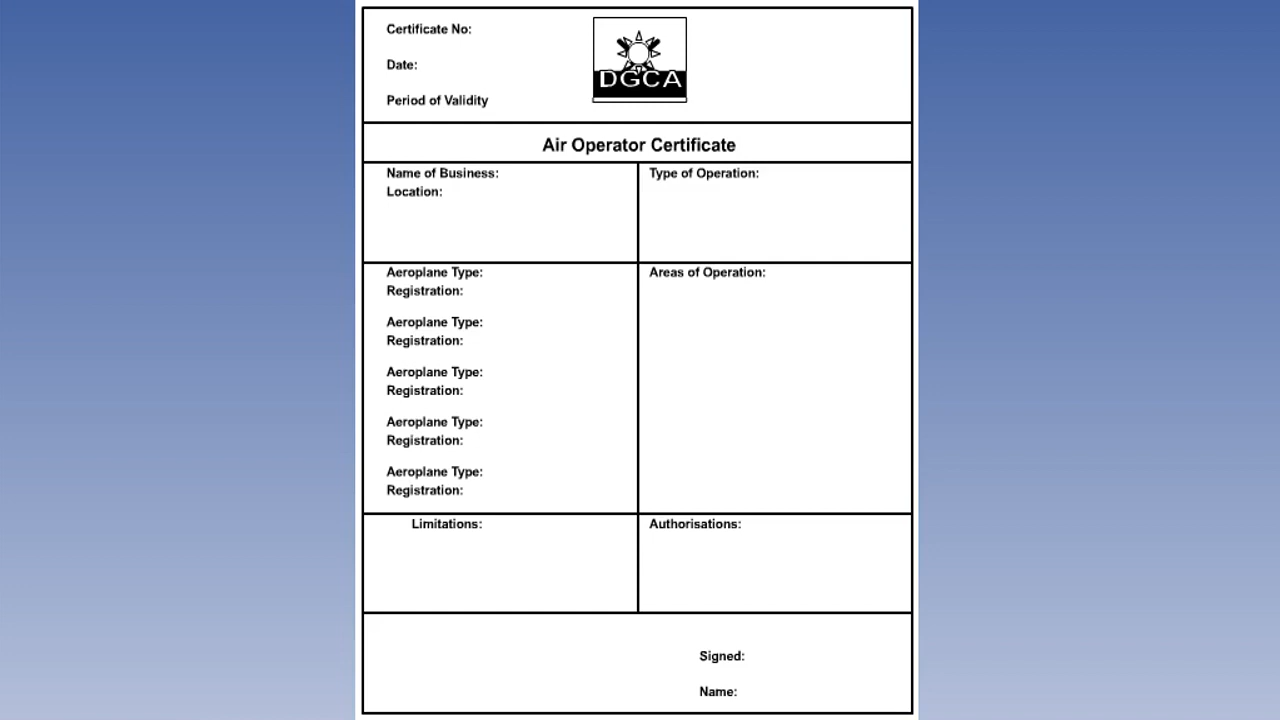 Certificate No:
Date:
Period of Validity
DGCA
Air Operator Certificate
Name of Business:
Location:
Type of Operation:
Aeroplane Type:
Registration:
Aeroplane Type:
Registration:
Aeroplane Type:
Registration:
Aeroplane Type:
Registration:
Aeroplane Type:
Registration:
Areas of Operation:
Limitations:
Authorisations:
Signed:
Name: